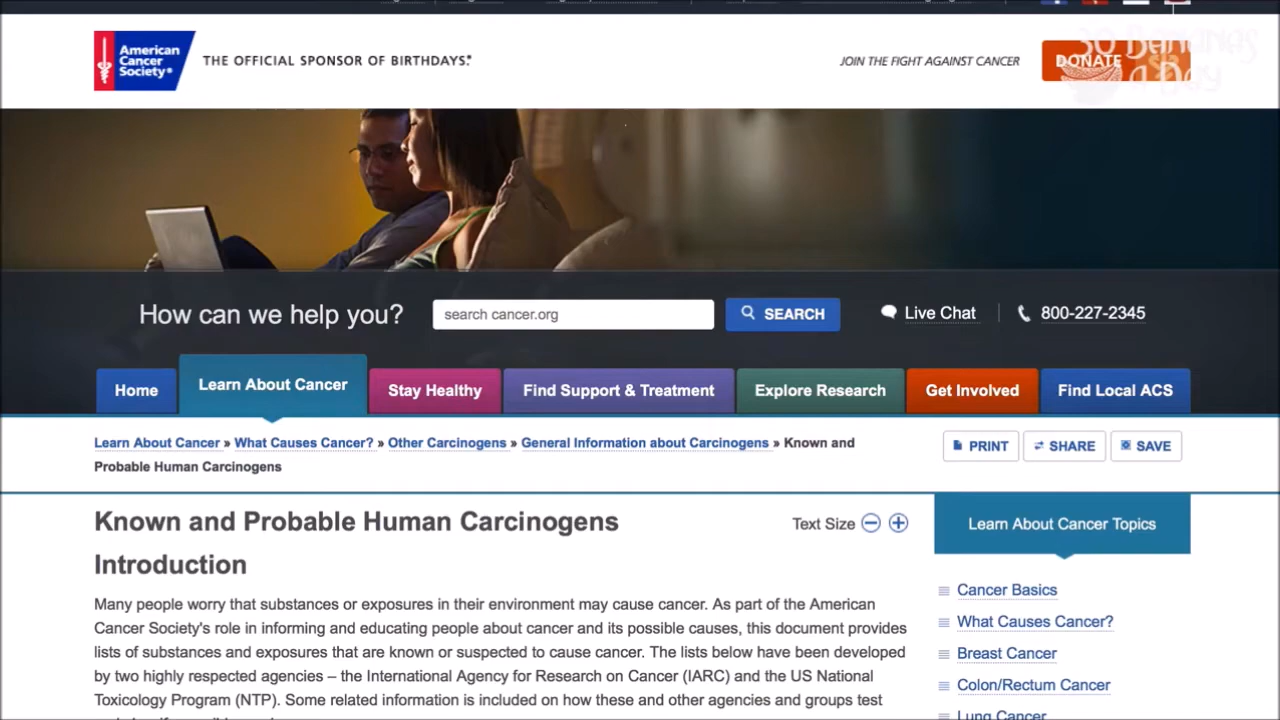 American
Cancer
Society®
THE OFFICIAL SPONSOR OF BIRTHDAYS.®
JOIN THE FIGHT AGAINST CANCER
DONATE
30 BANANAS
A DAY
How can we help you?
search cancer.org
SEARCH
Live Chat
800-227-2345
Home
Learn About Cancer
Stay Healthy
Find Support & Treatment
Explore Research
Get Involved
Find Local ACS
Learn About Cancer » What Causes Cancer? » Other Carcinogens » General Information about Carcinogens » Known and
Probable Human Carcinogens
PRINT
SHARE
SAVE
Known and Probable Human Carcinogens
Text Size
Introduction
Many people worry that substances or exposures in their environment may cause cancer. As part of the American
Cancer Society's role in informing and educating people about cancer and its possible causes, this document provides
lists of substances and exposures that are known or suspected to cause cancer. The lists below have been developed
by two highly respected agencies – the International Agency for Research on Cancer (IARC) and the US National
Toxicology Program (NTP). Some related information is included on how these and other agencies and groups test
Learn About Cancer Topics
Cancer Basics
What Causes Cancer?
Breast Cancer
Colon/Rectum Cancer
Lung Cancer